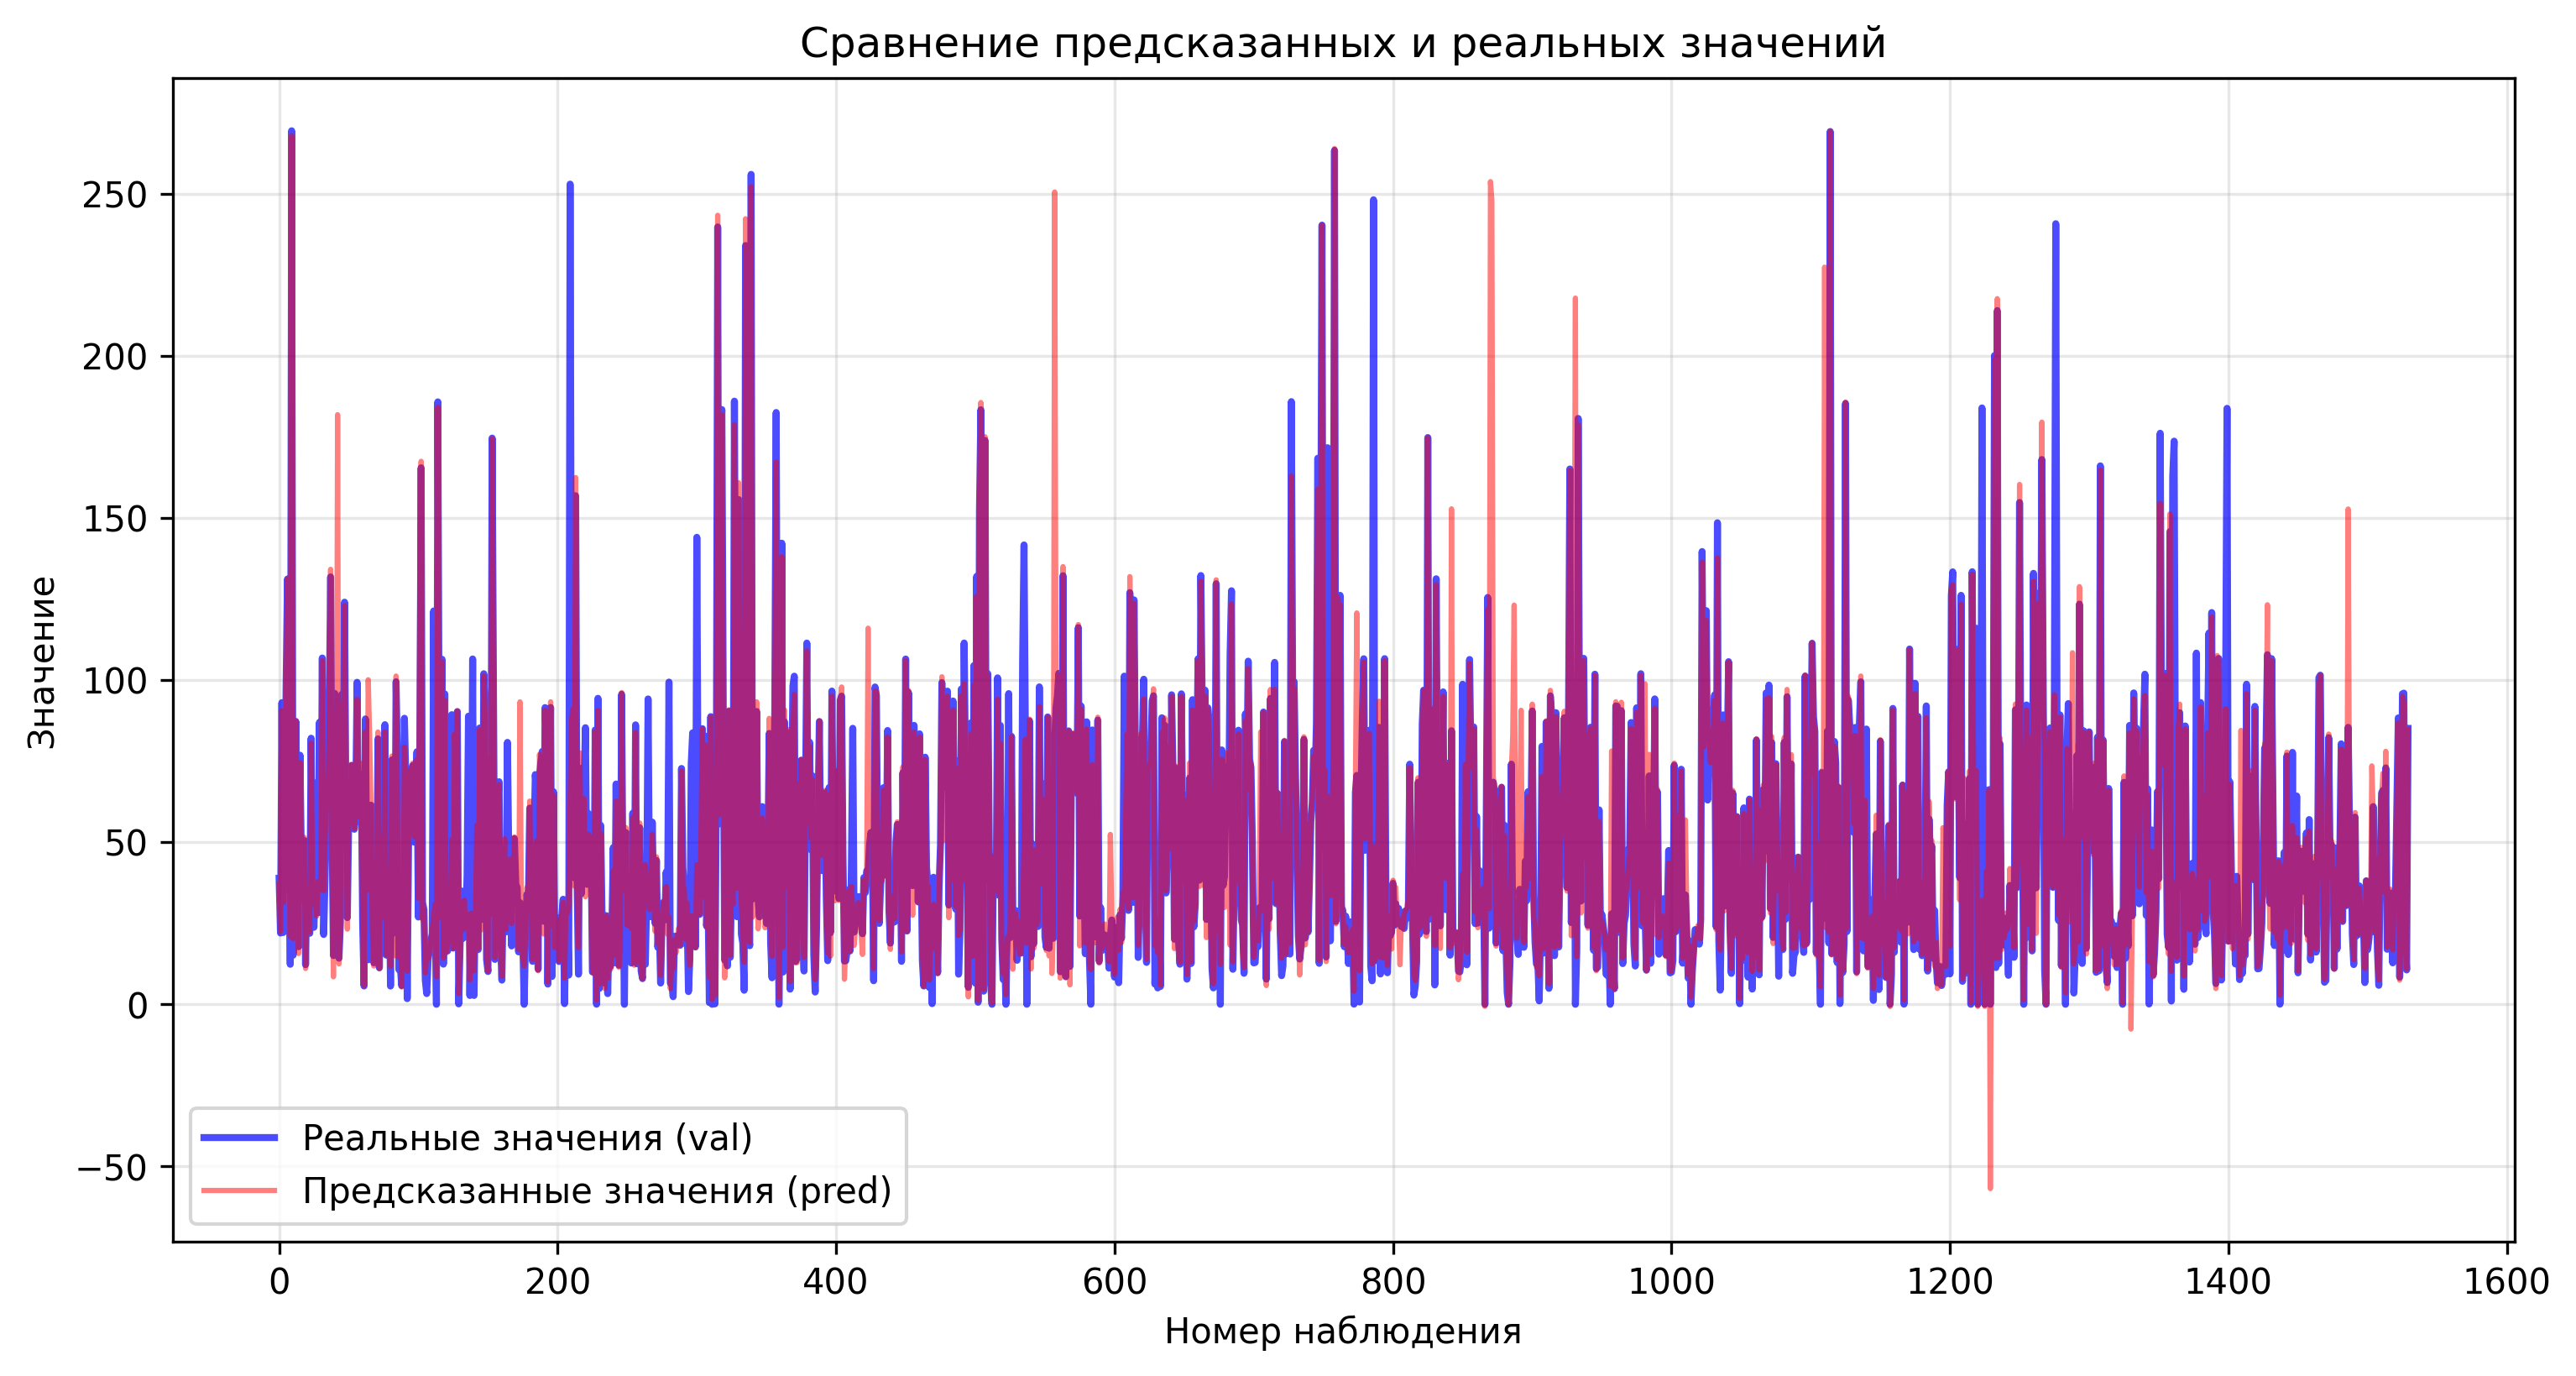 Сравнение предсказанных и реальных значений
Значение
250
200
150
100
50
0
−50
Реальные значения (val)
Предсказанные значения (pred)
0 200 400 600 800 1000 1200 1400 1600
Номер наблюдения